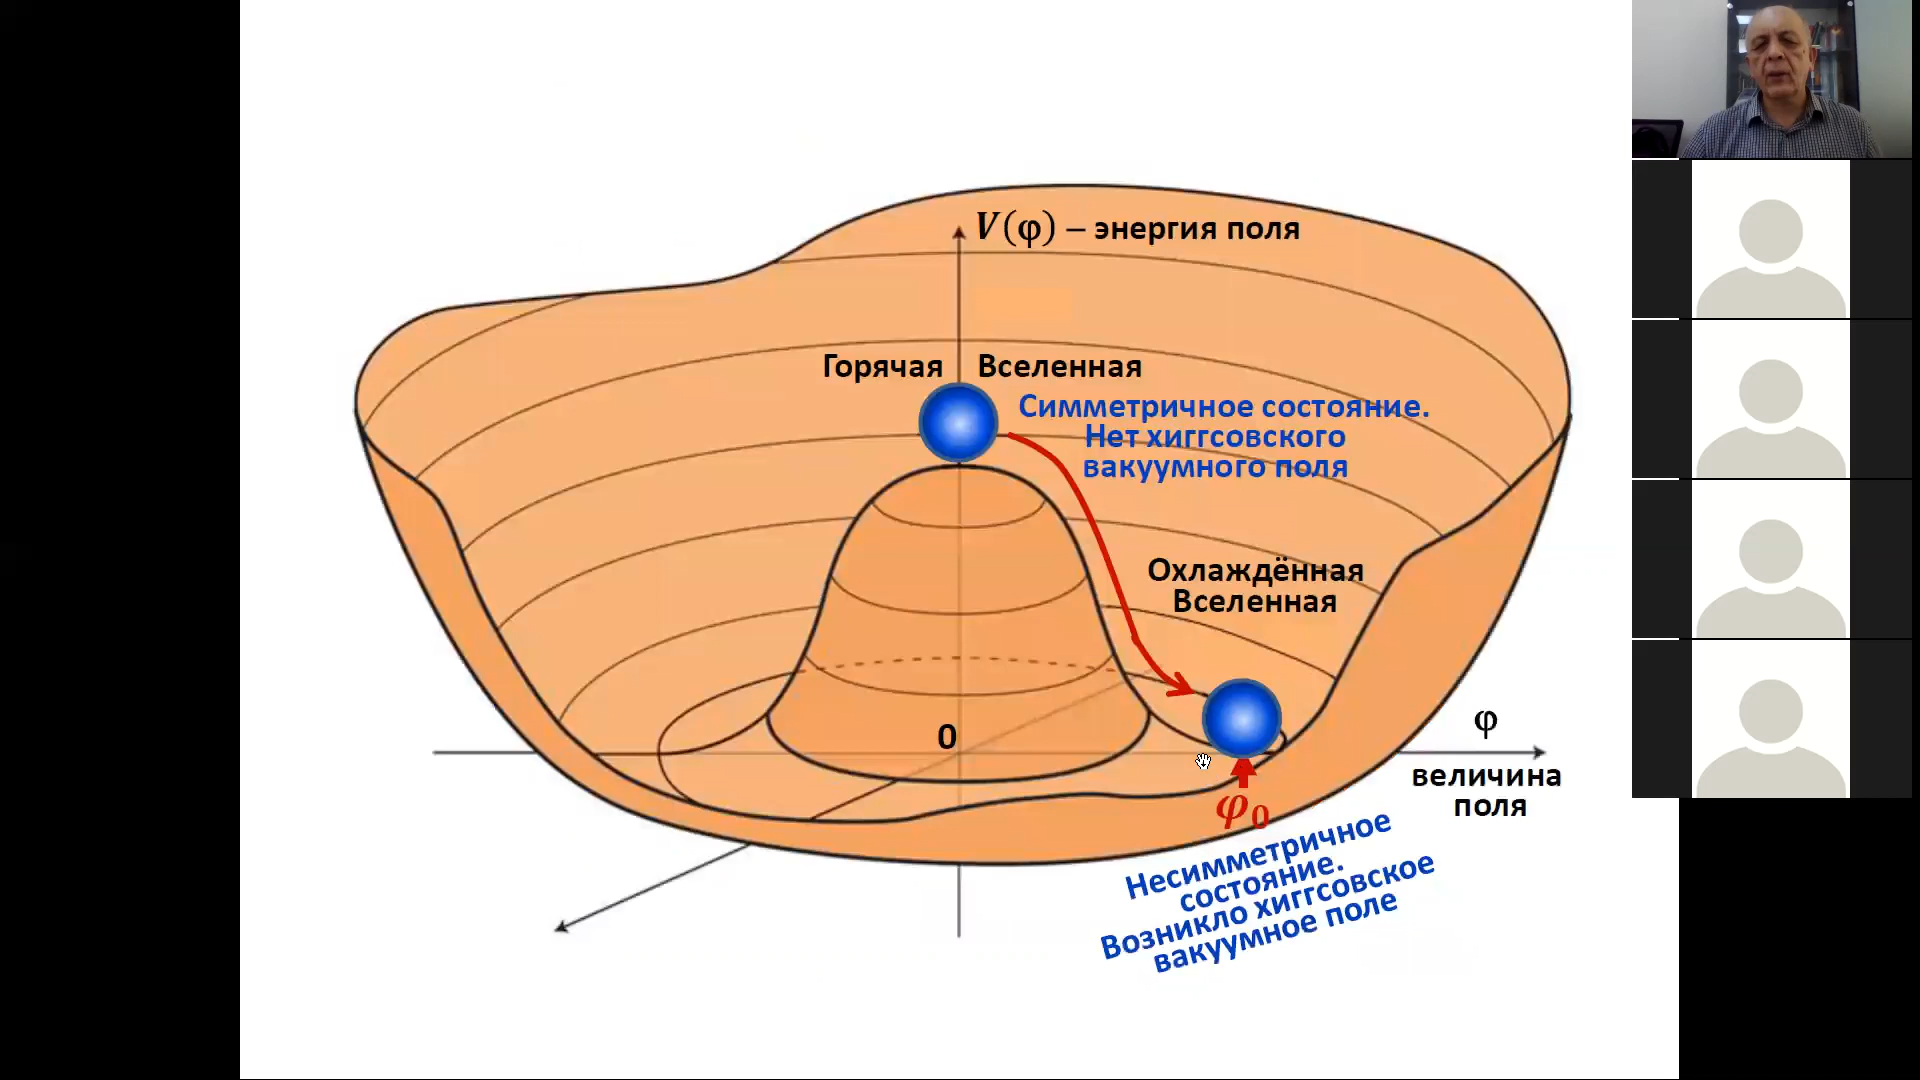 V(φ) – энергия поля
Горячая Вселенная
Симметричное состояние.
Нет хиггсовского
вакуумного поля
Охлаждённая
Вселенная
0
φ
величина
поля
φ₀
Несимметричное
состояние.
Возникло хиггсовское
вакуумное поле